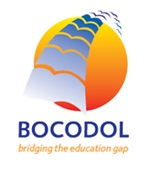 BOCODOL
bridging the education gap